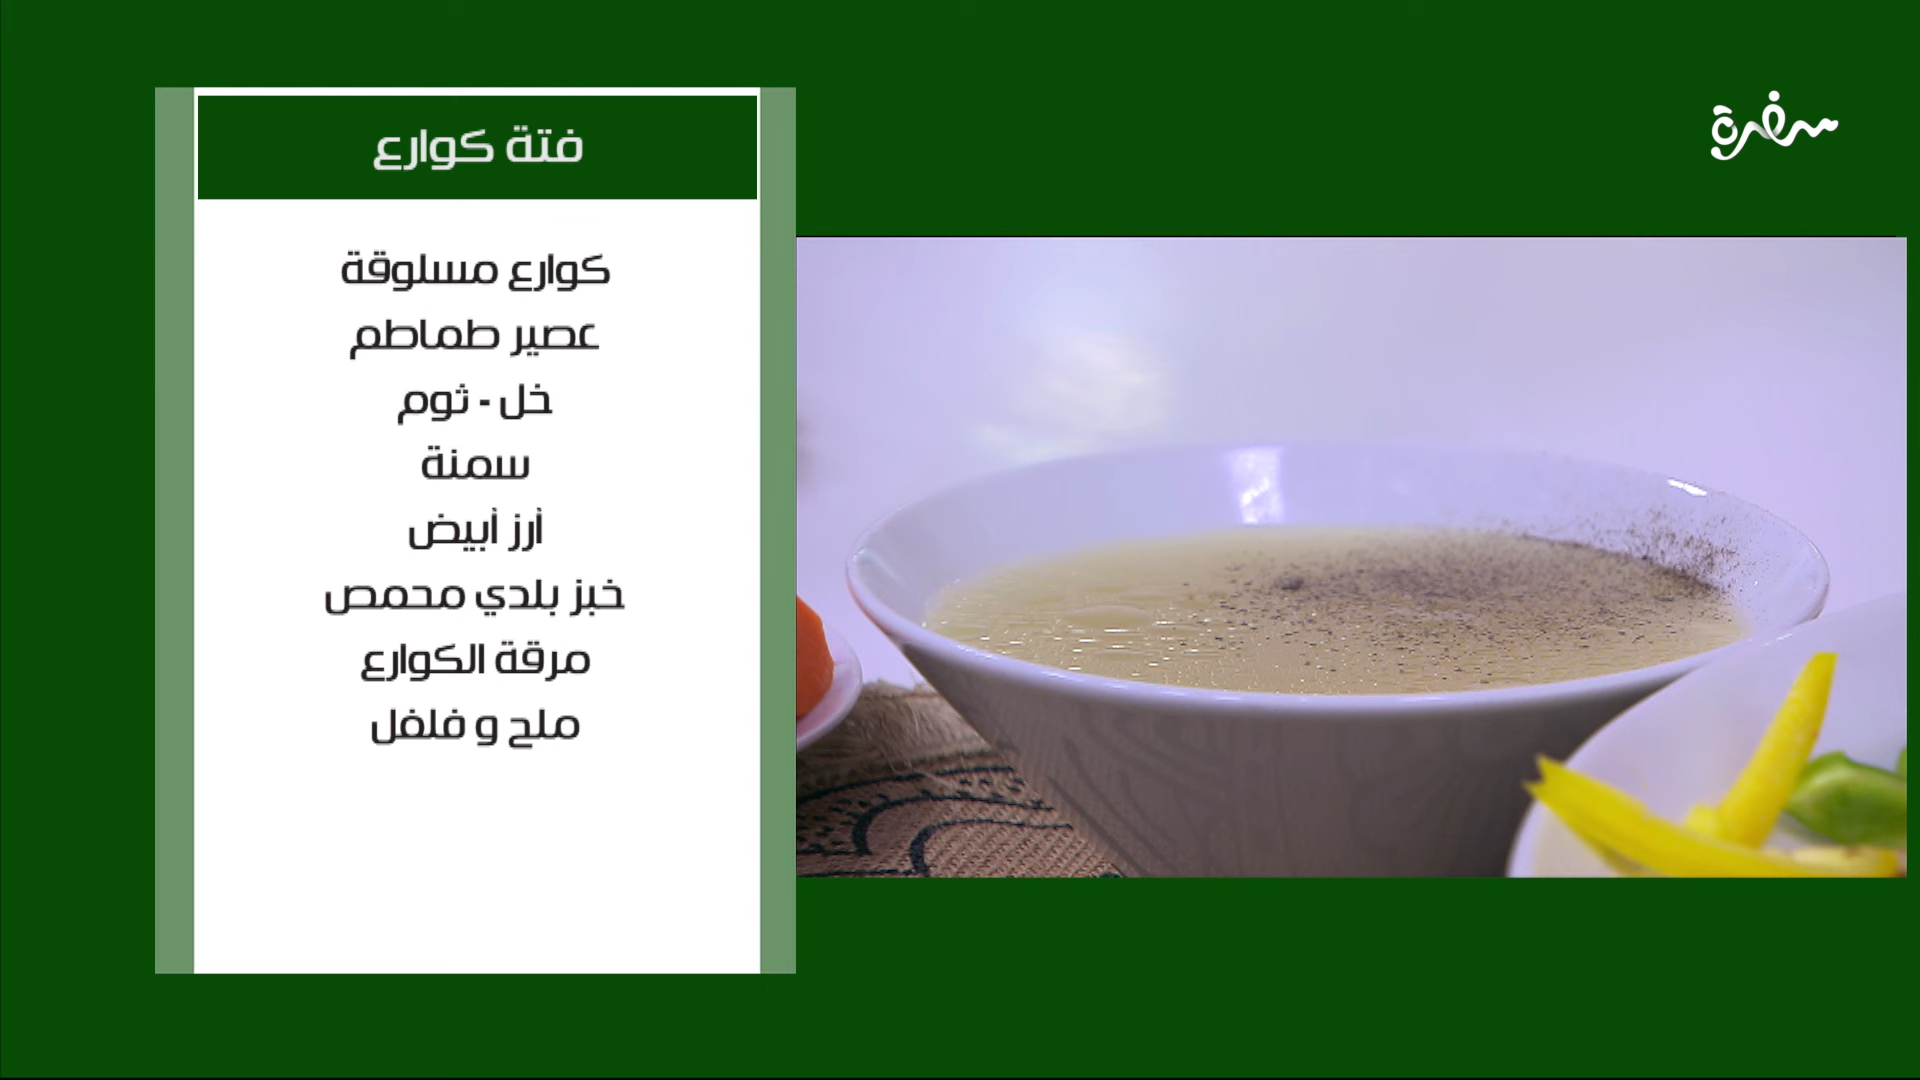 سفرة
فتة كوارع
كوارع مسلوقة
عصير طماطم
خل - ثوم
سمنة
أرز أبيض
خبز بلدي محمص
مرقة الكوارع
ملح و فلفل